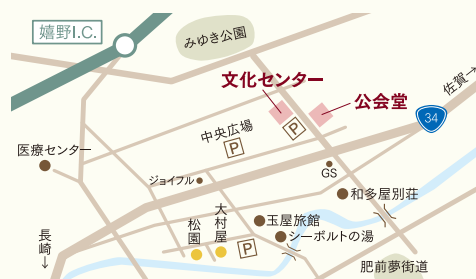 嬉野I.C.
みゆき公園
文化センター
公会堂
佐賀→
34
中央広場
P
P
医療センター
ジョイフル
GS
和多屋別荘
大村屋
松園
玉屋旅館
シーボルトの湯
P
長崎
↓
肥前夢街道